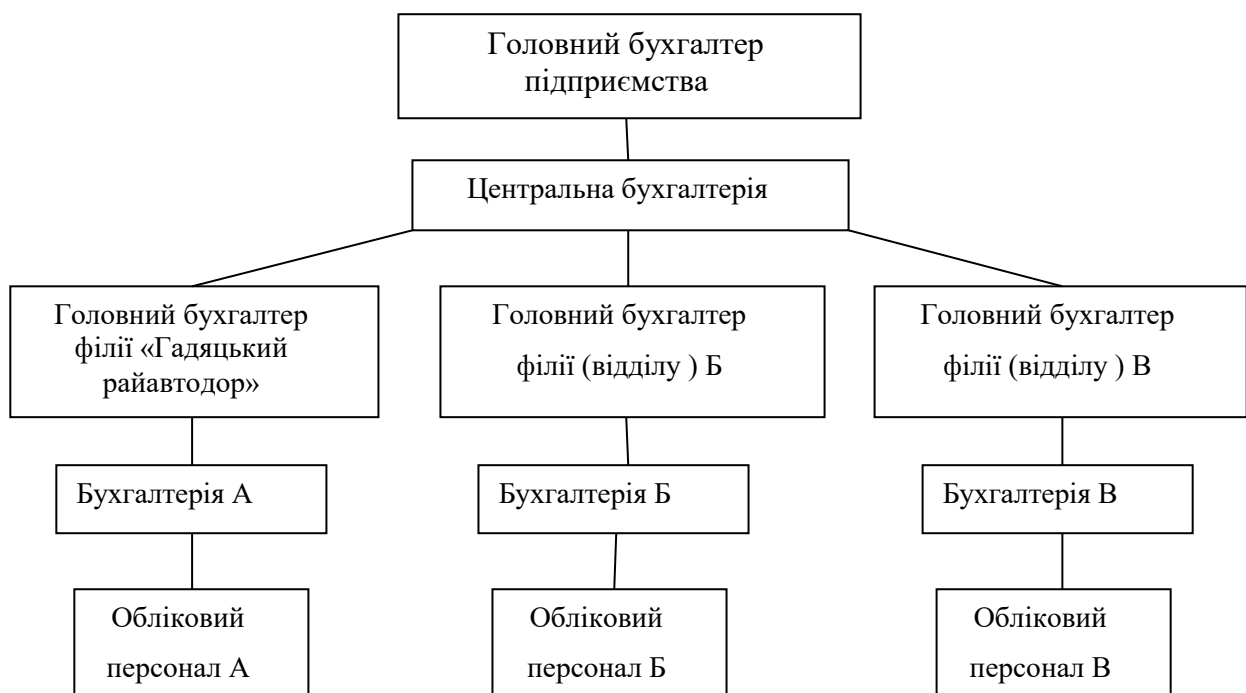 Головний бухгалтер
підприємства
Центральна бухгалтерія
Головний бухгалтер
філії «Гадяцький
райавтодор»
Головний бухгалтер
філії (відділу ) Б
Головний бухгалтер
філії (відділу ) В
Бухгалтерія А
Бухгалтерія Б
Бухгалтерія В
Обліковий
персонал А
Обліковий
персонал Б
Обліковий
персонал В